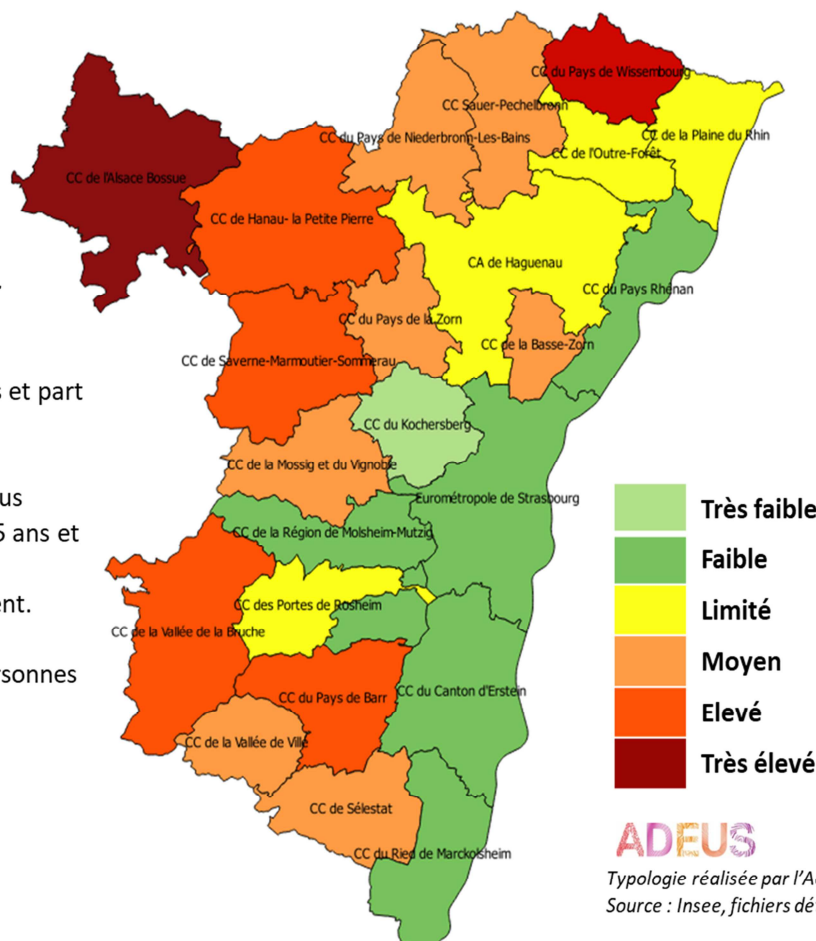 CC du Pays de Wissembourg
CC Sauer-Pechelbronn
CC du Pays de Niederbronn-Les-Bains
CC de la Plaine du Rhin
CC de l'Outre-Forêt
CC de l'Alsace Bossue
CC de Hanau- la Petite Pierre
CA de Haguenau
CC du Pays Rhénan
CC du Pays de la Zorn
CC de la Basse-Zorn
CC de Saverne-Marmoutier-Sommerau
s et part
CC du Kochersberg
CC de la Mossig et du Vignoble
us
Eurométropole de Strasbourg
5 ans et
CC de la Région de Molsheim-Mutzig
ent.
CC des Portes de Rosheim
CC de la Vallée de la Bruche
rsonnes
CC du Canton d'Erstein
CC du Pays de Barr
CC de la Vallée de Villé
CC de Sélestat
CC du Ried de Marckolsheim
Très faible
Faible
Limité
Moyen
Elevé
Très élevé
ADEUS
Typologie réalisée par l'A
Source : Insee, fichiers dé